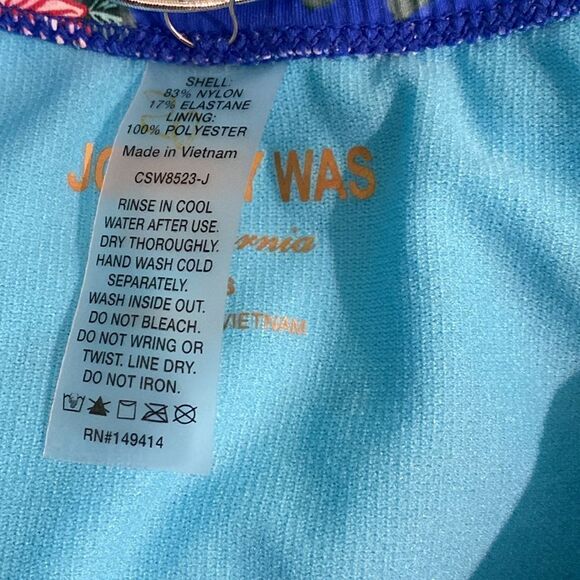 SHELL:
83% NYLON
17% ELASTANE
LINING:
100% POLYESTER
Made in Vietnam
CSW8523-J
RINSE IN COOL
WATER AFTER USE.
DRY THOROUGHLY.
HAND WASH COLD
SEPARATELY.
WASH INSIDE OUT.
DO NOT BLEACH.
DO NOT WRING OR
TWIST. LINE DRY.
DO NOT IRON.
RN#149414
WAS
VIETNAM